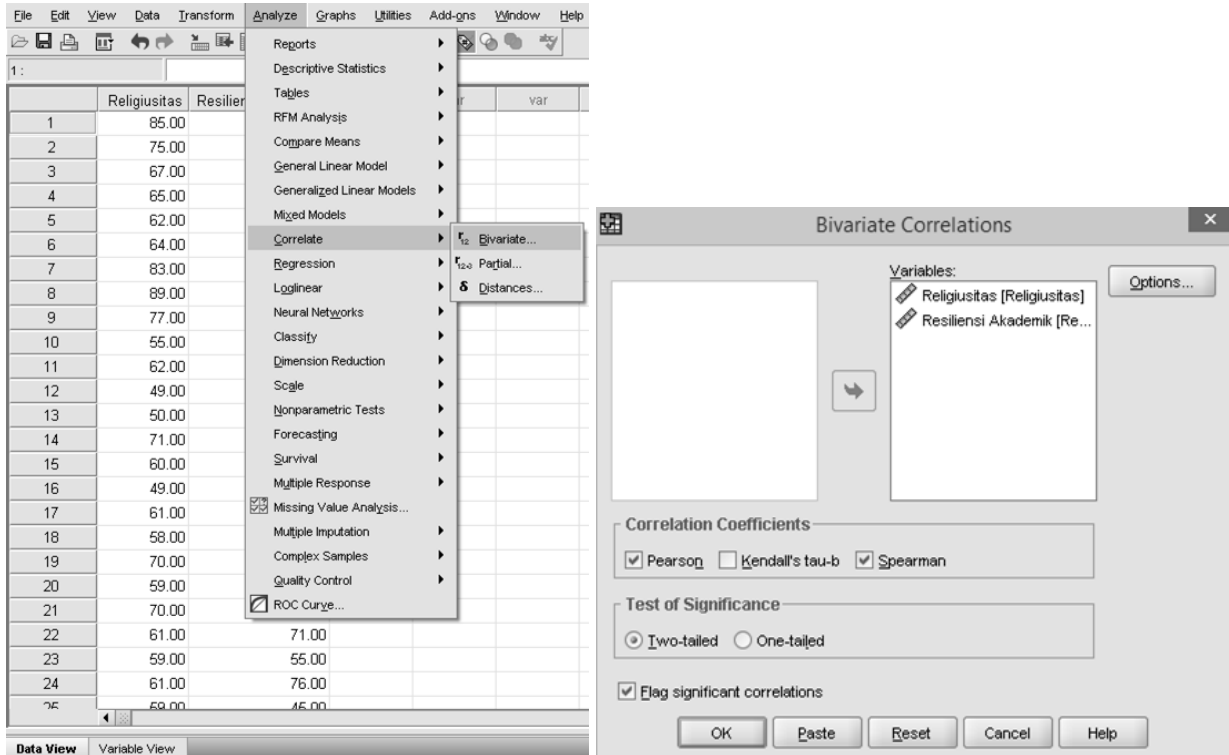 File Edit View Data Transform Analyze Graphs Utilities Add-ons Window Help
1 :
Religiusitas Resilien var
1 85.00
2 75.00
3 67.00
4 65.00
5 62.00
6 64.00
7 83.00
8 89.00
9 77.00
10 55.00
11 62.00
12 49.00
13 50.00
14 71.00
15 60.00
16 49.00
17 61.00
18 58.00
19 70.00
20 59.00
21 70.00
22 61.00 71.00
23 59.00 55.00
24 61.00 76.00
25 59.00 45.00
Data View Variable View
Reports
Descriptive Statistics
Tables
RFM Analysis
Compare Means
General Linear Model
Generalized Linear Models
Mixed Models
Correlate
Regression
Loglinear
Neural Networks
Classify
Dimension Reduction
Scale
Nonparametric Tests
Forecasting
Survival
Multiple Response
Missing Value Analysis...
Multiple Imputation
Complex Samples
Quality Control
ROC Curve...
r12 Bivariate...
r12.3 Partial...
δ Distances...
Bivariate Correlations
Variables:
Religiusitas [Religiusitas]
Resiliensi Akademik [Re...
Options...
Correlation Coefficients
Pearson Kendall's tau-b Spearman
Test of Significance
Two-tailed One-tailed
Flag significant correlations
OK Paste Reset Cancel Help